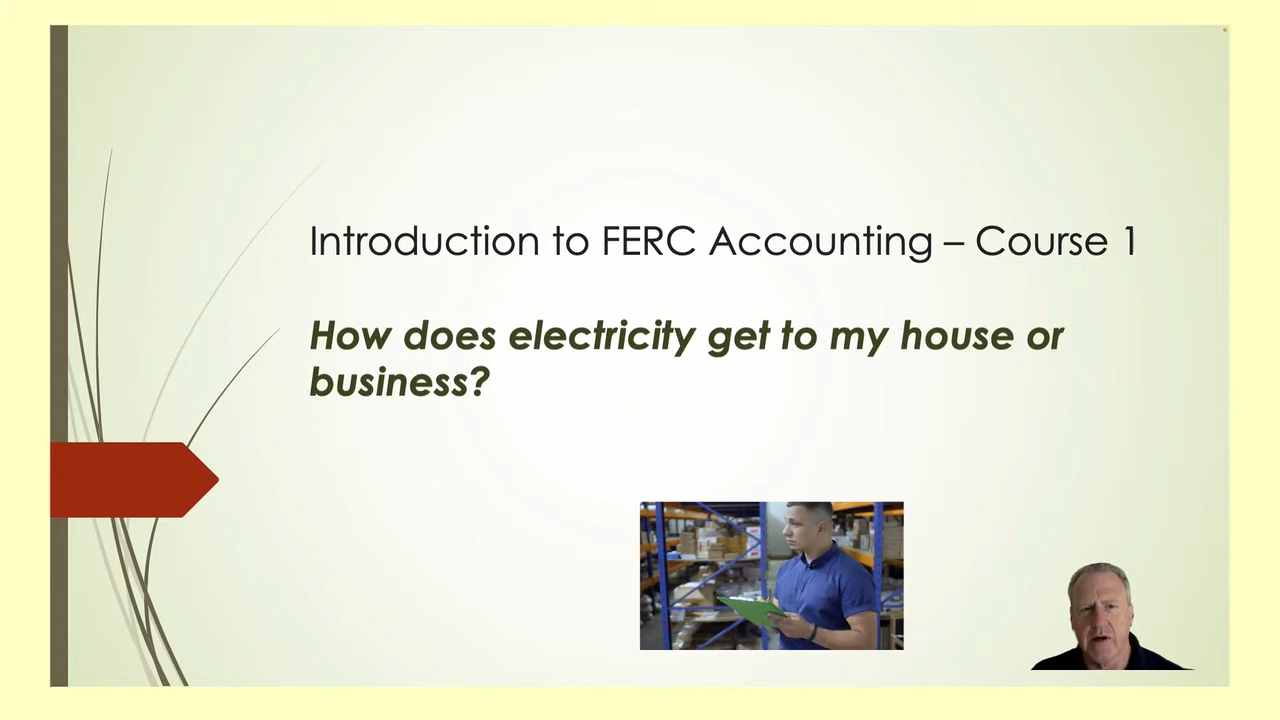 Introduction to FERC Accounting – Course 1
How does electricity get to my house or
business?